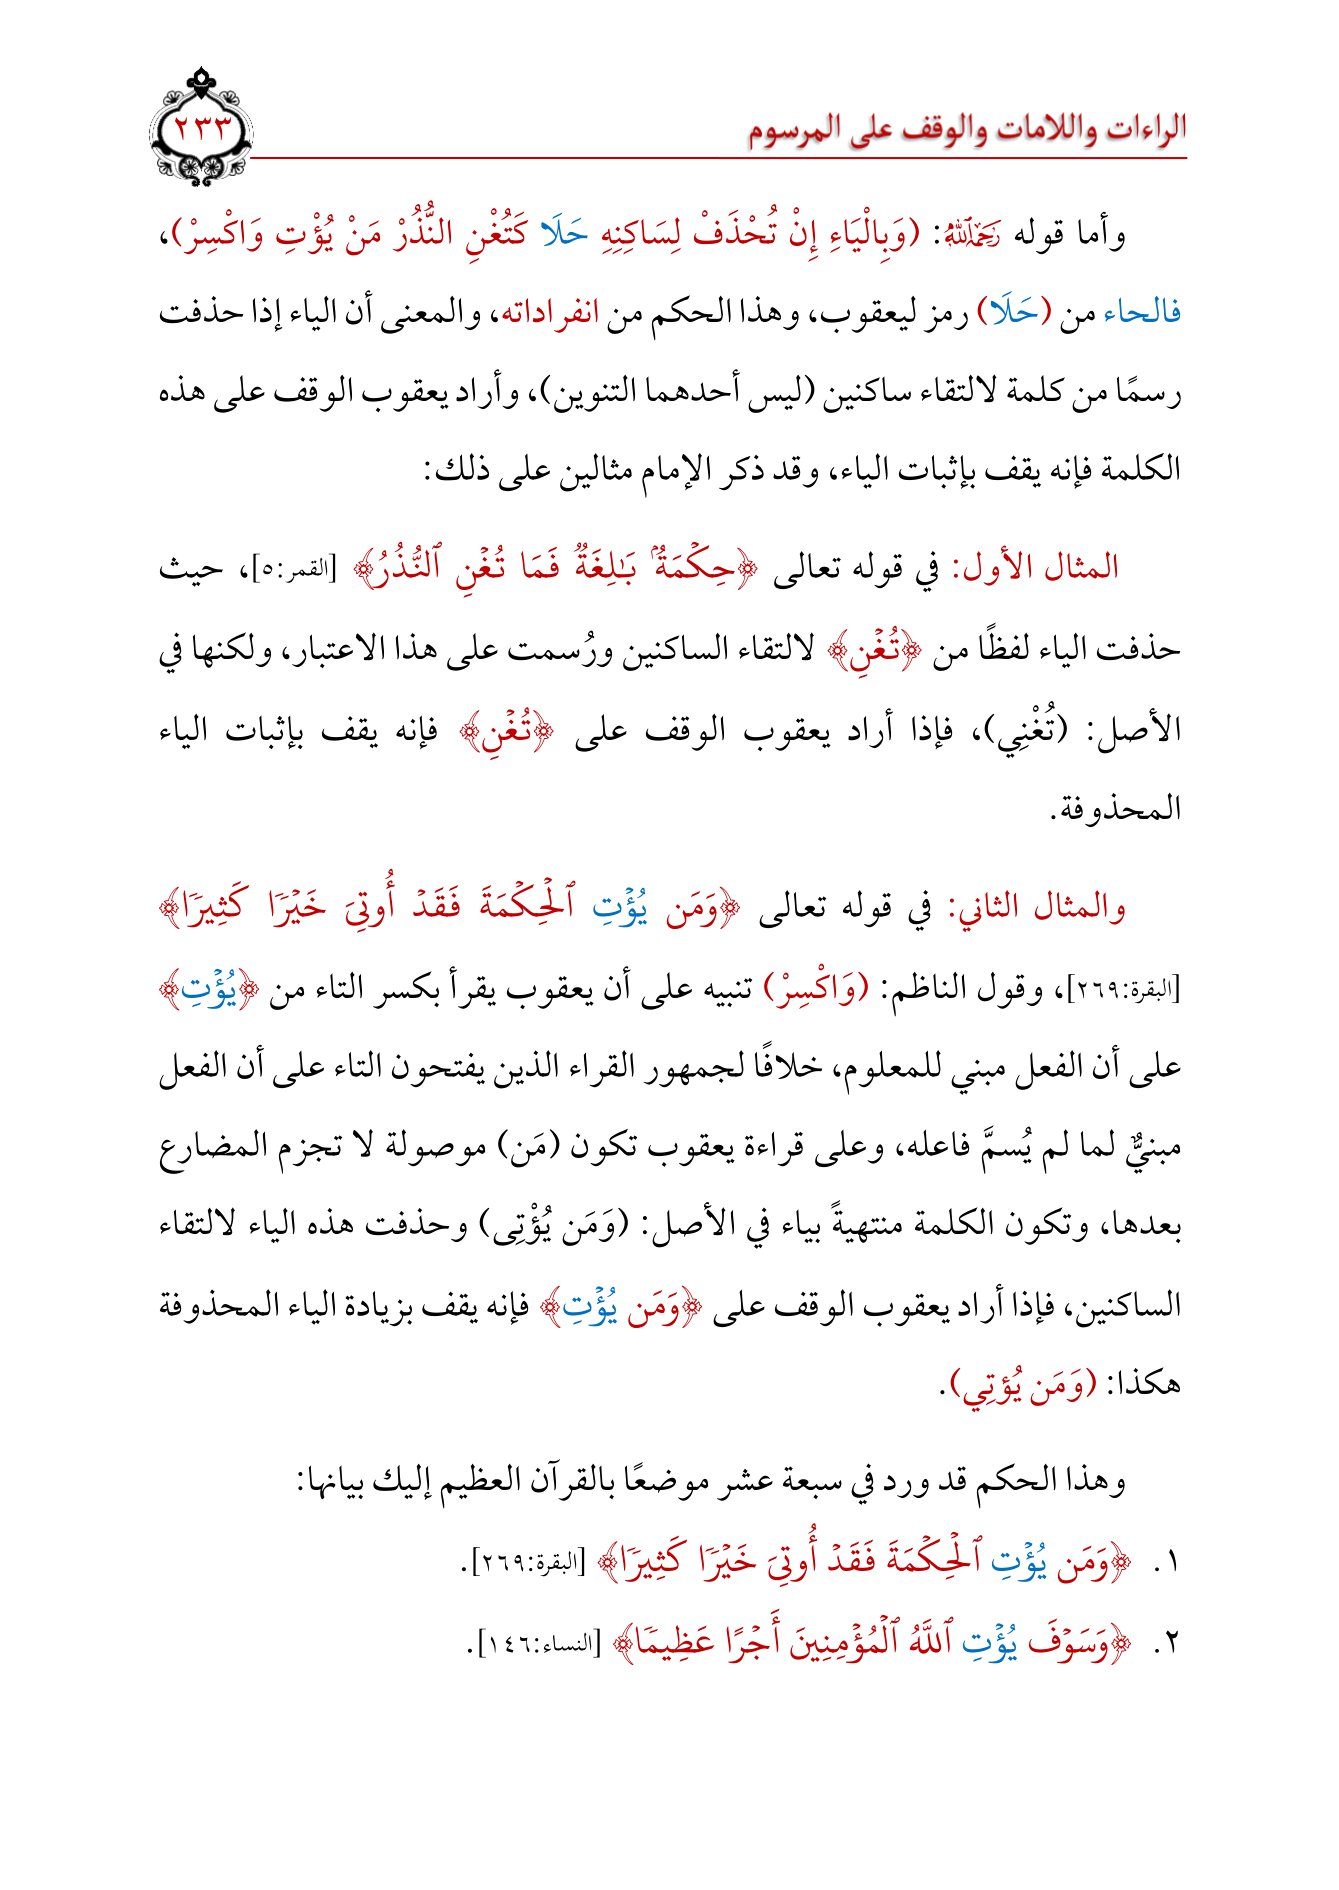 الراءات واللامات والوقف على المرسوم
٢٣٣
وأما قوله رَحِمَهُ ٱللَّهُ: (وَبِالْيَاءِ إِنْ تُحْذَفْ لِسَاكِنِهِ حَلَا كَتُغْنِ النُّذُرْ مَنْ يُؤْتِ وَاكْسِرْ)،
فالحاء من (حَلَا) رمز ليعقوب، وهذا الحكم من انفراداته، والمعنى أن الياء إذا حذفت
رسمًا من كلمة لالتقاء ساكنين (ليس أحدهما التنوين)، وأراد يعقوب الوقف على هذه
الكلمة فإنه يقف بإثبات الياء، وقد ذكر الإمام مثالين على ذلك:
المثال الأول: في قوله تعالى ﴿حِكۡمَةُۢ بَٰلِغَةٞ فَمَا تُغۡنِ ٱلنُّذُرُ﴾ [القمر:٥]، حيث
حذفت الياء لفظًا من ﴿تُغۡنِ﴾ لالتقاء الساكنين ورُسمت على هذا الاعتبار، ولكنها في
الأصل: (تُغْنِي)، فإذا أراد يعقوب الوقف على ﴿تُغۡنِ﴾ فإنه يقف بإثبات الياء
المحذوفة.
والمثال الثاني: في قوله تعالى ﴿وَمَن يُؤۡتِ ٱلۡحِكۡمَةَ فَقَدۡ أُوتِيَ خَيۡرٗا كَثِيرٗا﴾
[البقرة:٢٦٩]، وقول الناظم: (وَاكْسِرْ) تنبيه على أن يعقوب يقرأ بكسر التاء من ﴿يُؤۡتِ﴾
على أن الفعل مبني للمعلوم، خلافًا لجمهور القراء الذين يفتحون التاء على أن الفعل
مبنيٌّ لما لم يُسمَّ فاعله، وعلى قراءة يعقوب تكون (مَن) موصولة لا تجزم المضارع
بعدها، وتكون الكلمة منتهيةً بياء في الأصل: (وَمَن يُؤْتِى) وحذفت هذه الياء لالتقاء
الساكنين، فإذا أراد يعقوب الوقف على ﴿وَمَن يُؤۡتِ﴾ فإنه يقف بزيادة الياء المحذوفة
هكذا: (وَمَن يُؤتِي).
وهذا الحكم قد ورد في سبعة عشر موضعًا بالقرآن العظيم إليك بيانها:
١. ﴿وَمَن يُؤۡتِ ٱلۡحِكۡمَةَ فَقَدۡ أُوتِيَ خَيۡرٗا كَثِيرٗا﴾ [البقرة:٢٦٩].
٢. ﴿وَسَوۡفَ يُؤۡتِ ٱللَّهُ ٱلۡمُؤۡمِنِينَ أَجۡرًا عَظِيمٗا﴾ [النساء:١٤٦].